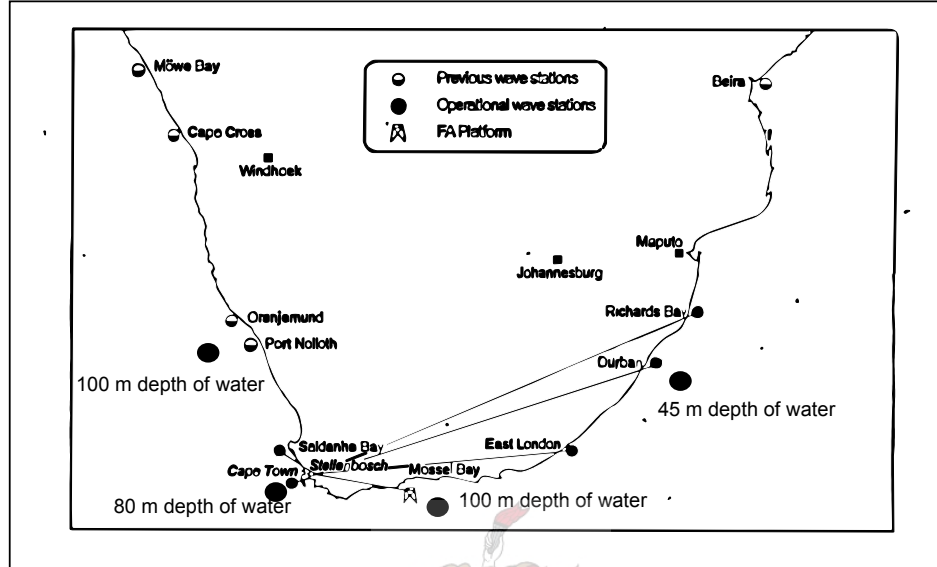 Möwe Bay
Previous wave stations
Beira
Operational wave stations
FA Platform
Cape Cross
Windhoek
Maputo
Johannesburg
Richards Bay
Oranjemund
Port Nolloth
100 m depth of water
Durban
45 m depth of water
Saldanha Bay
East London
Stellenbosch
Cape Town
Mossel Bay
80 m depth of water
100 m depth of water